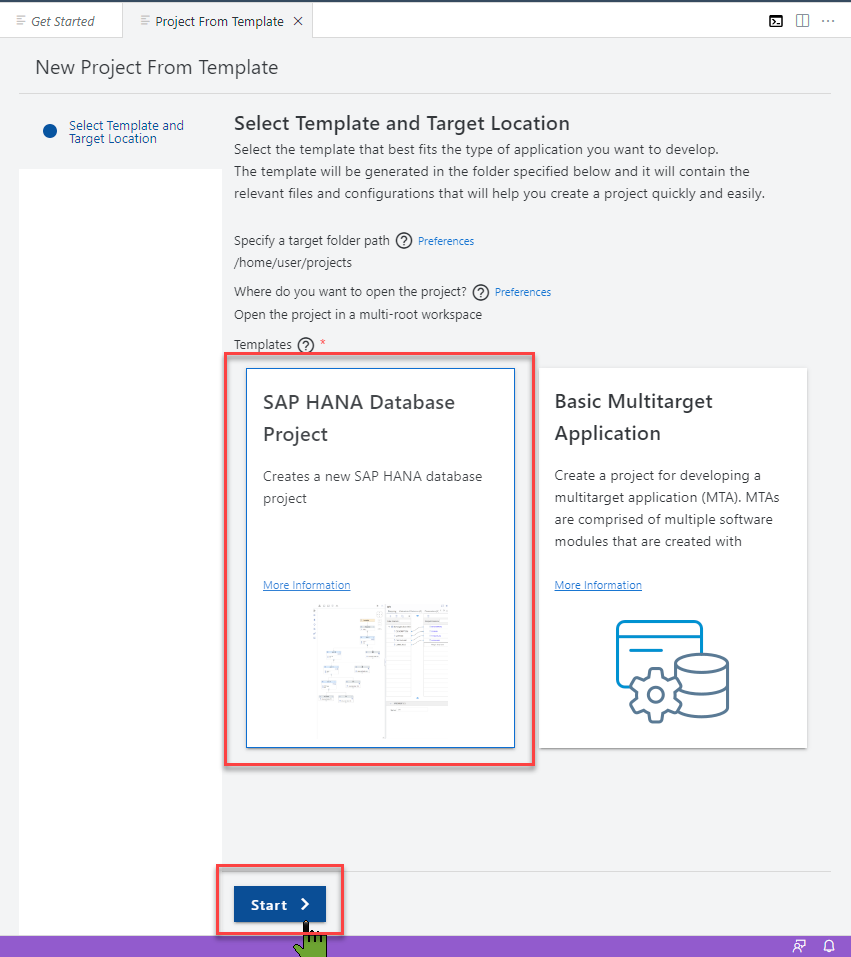 Get Started
Project From Template
New Project From Template
Select Template and
Target Location
Select Template and Target Location
Select the template that best fits the type of application you want to develop.
The template will be generated in the folder specified below and it will contain the
relevant files and configurations that will help you create a project quickly and easily.
Specify a target folder path ? Preferences
/home/user/projects
Where do you want to open the project? ? Preferences
Open the project in a multi-root workspace
Templates ? *
SAP HANA Database
Project
Creates a new SAP HANA database
project
More Information
Basic Multitarget
Application
Create a project for developing a
multitarget application (MTA). MTAs
are comprised of multiple software
modules that are created with
More Information
Start